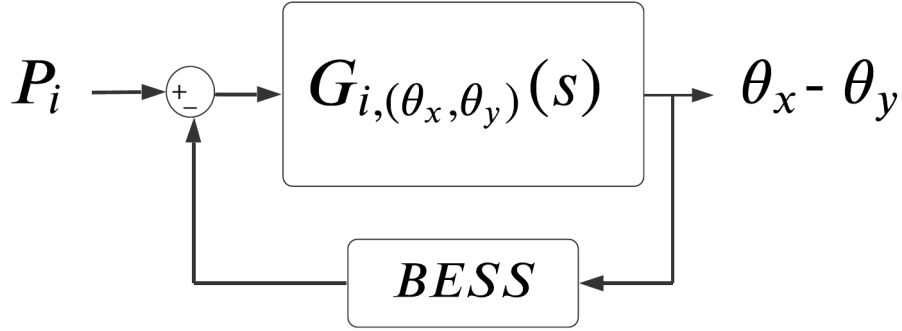 P_i + − G_{i,(θ_x,θ_y)}(s) θ_x - θ_y
BESS